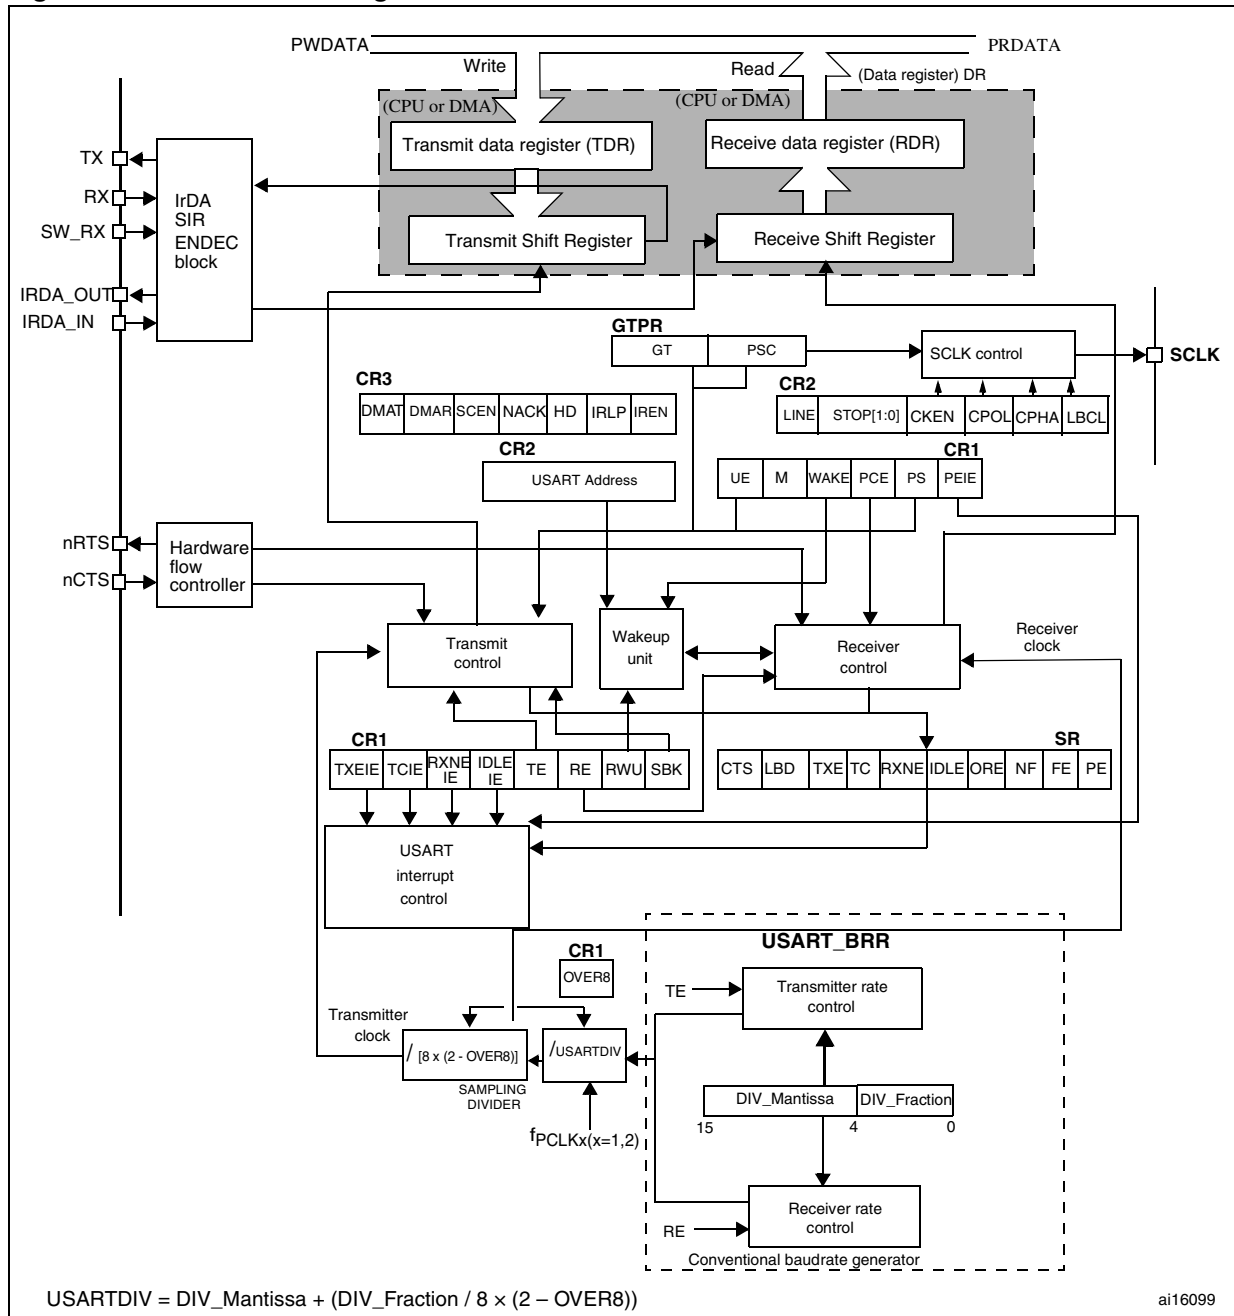 PWDATA
PRDATA
Write
Read
(Data register) DR
(CPU or DMA)
(CPU or DMA)
Transmit data register (TDR)
Receive data register (RDR)
TX
RX
SW_RX
IRDA_OUT
IRDA_IN
IrDA
SIR
ENDEC
block
Transmit Shift Register
Receive Shift Register
GTPR
GT
PSC
SCLK control
SCLK
CR3
DMAT DMAR SCEN NACK HD IRLP IREN
CR2
LINE STOP[1:0] CKEN CPOL CPHA LBCL
CR2
USART Address
CR1
UE M WAKE PCE PS PEIE
nRTS
nCTS
Hardware
flow
controller
Transmit
control
Wakeup
unit
Receiver
control
Receiver
clock
CR1
TXEIE TCIE RXNE IE IDLE IE TE RE RWU SBK
SR
CTS LBD TXE TC RXNE IDLE ORE NF FE PE
USART
interrupt
control
USART_BRR
CR1
OVER8
TE
Transmitter rate
control
Transmitter
clock
/ [8 x (2 - OVER8)]
/USARTDIV
SAMPLING
DIVIDER
fPCLKx(x=1,2)
DIV_Mantissa
DIV_Fraction
15
4
0
Receiver rate
control
RE
Conventional baudrate generator
USARTDIV = DIV_Mantissa + (DIV_Fraction / 8 × (2 – OVER8))
ai16099